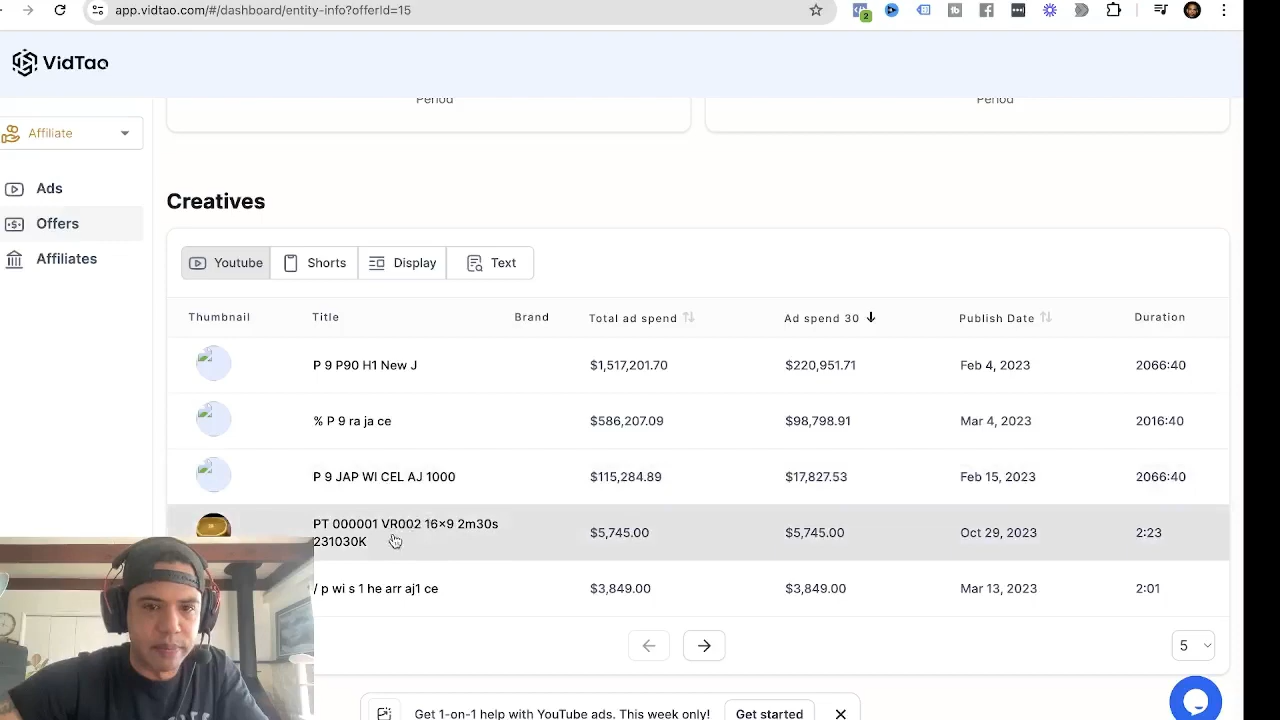 app.vidtao.com/#/dashboard/entity-info?offerId=15
2
VidTao
Period
Period
Affiliate
Ads
Offers
Affiliates
Creatives
Youtube
Shorts
Display
Text
Thumbnail Title Brand Total ad spend Ad spend 30 Publish Date Duration
P 9 P90 H1 New J $1,517,201.70 $220,951.71 Feb 4, 2023 2066:40
% P 9 ra ja ce $586,207.09 $98,798.91 Mar 4, 2023 2016:40
P 9 JAP WI CEL AJ 1000 $115,284.89 $17,827.53 Feb 15, 2023 2066:40
PT 000001 VR002 16x9 2m30s
231030K $5,745.00 $5,745.00 Oct 29, 2023 2:23
/ p wi s 1 he arr aj1 ce $3,849.00 $3,849.00 Mar 13, 2023 2:01
5
Get 1-on-1 help with YouTube ads. This week only! Get started